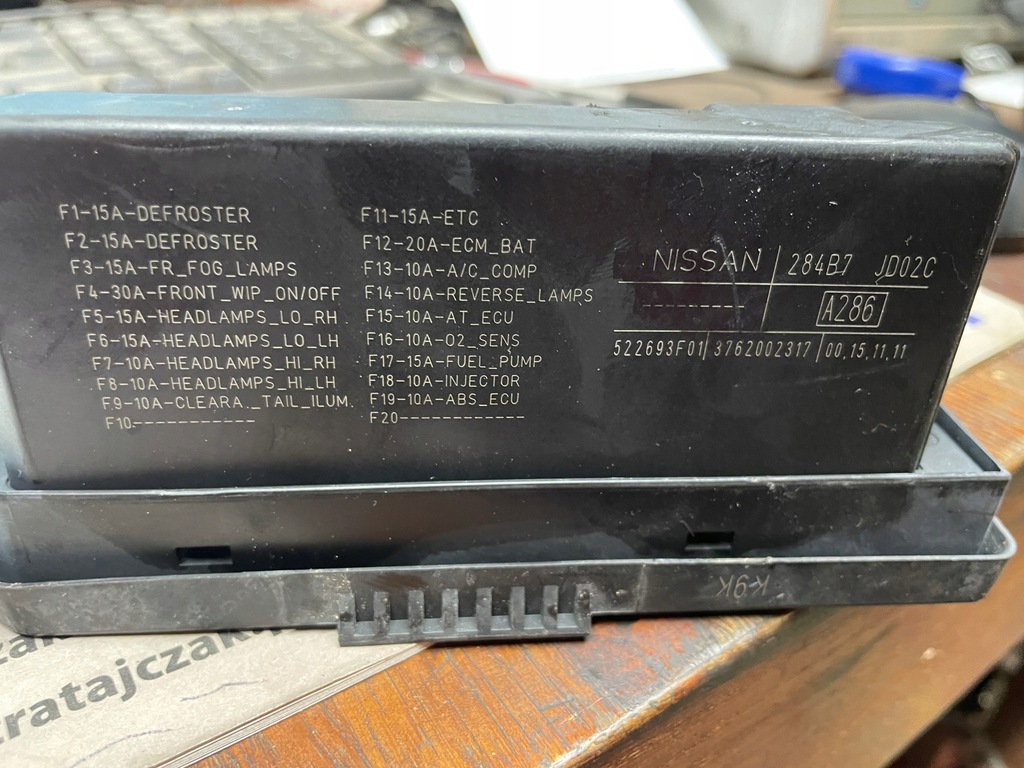 F1-15A-DEFROSTER
F2-15A-DEFROSTER
F3-15A-FR_FOG_LAMPS
F4-30A-FRONT_WIP_ON/OFF
F5-15A-HEADLAMPS_LO_RH
F6-15A-HEADLAMPS_LO_LH
F7-10A-HEADLAMPS_HI_RH
F8-10A-HEADLAMPS_HI_LH
F9-10A-CLEARA._TAIL_ILUM.
F10-----------
F11-15A-ETC
F12-20A-ECM_BAT
F13-10A-A/C_COMP
F14-10A-REVERSE_LAMPS
F15-10A-AT_ECU
F16-10A-O2_SENS
F17-15A-FUEL_PUMP
F18-10A-INJECTOR
F19-10A-ABS_ECU
F20------------
NISSAN 284B7 JD02C
-------- A286
522693F01 3762002317 00,15,11,11
K-9K
ratajczak